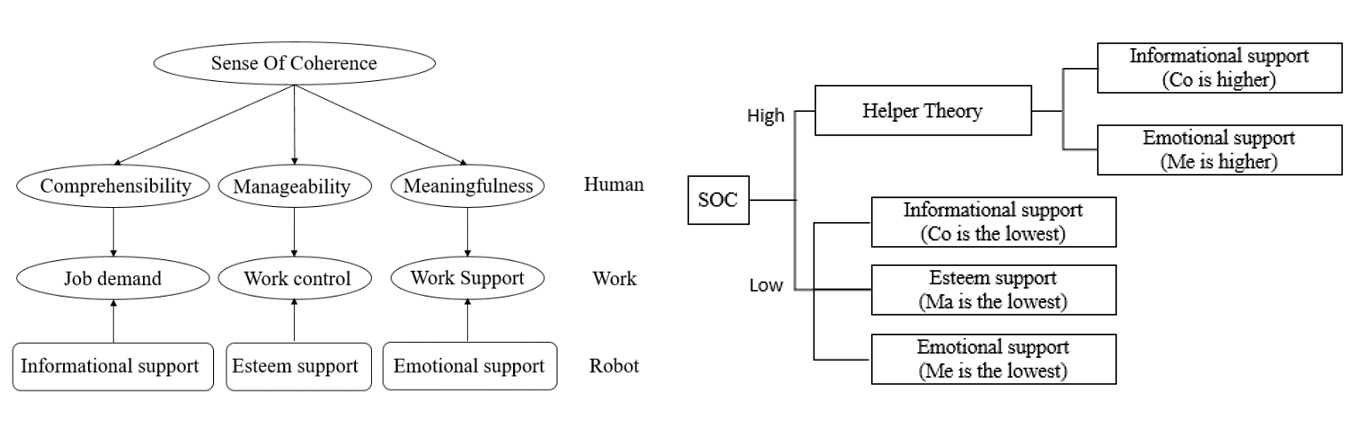 Sense Of Coherence
Comprehensibility
Manageability
Meaningfulness
Human
Job demand
Work control
Work Support
Work
Informational support
Esteem support
Emotional support
Robot
SOC
High
Helper Theory
Informational support
(Co is higher)
Emotional support
(Me is higher)
Low
Informational support
(Co is the lowest)
Esteem support
(Ma is the lowest)
Emotional support
(Me is the lowest)